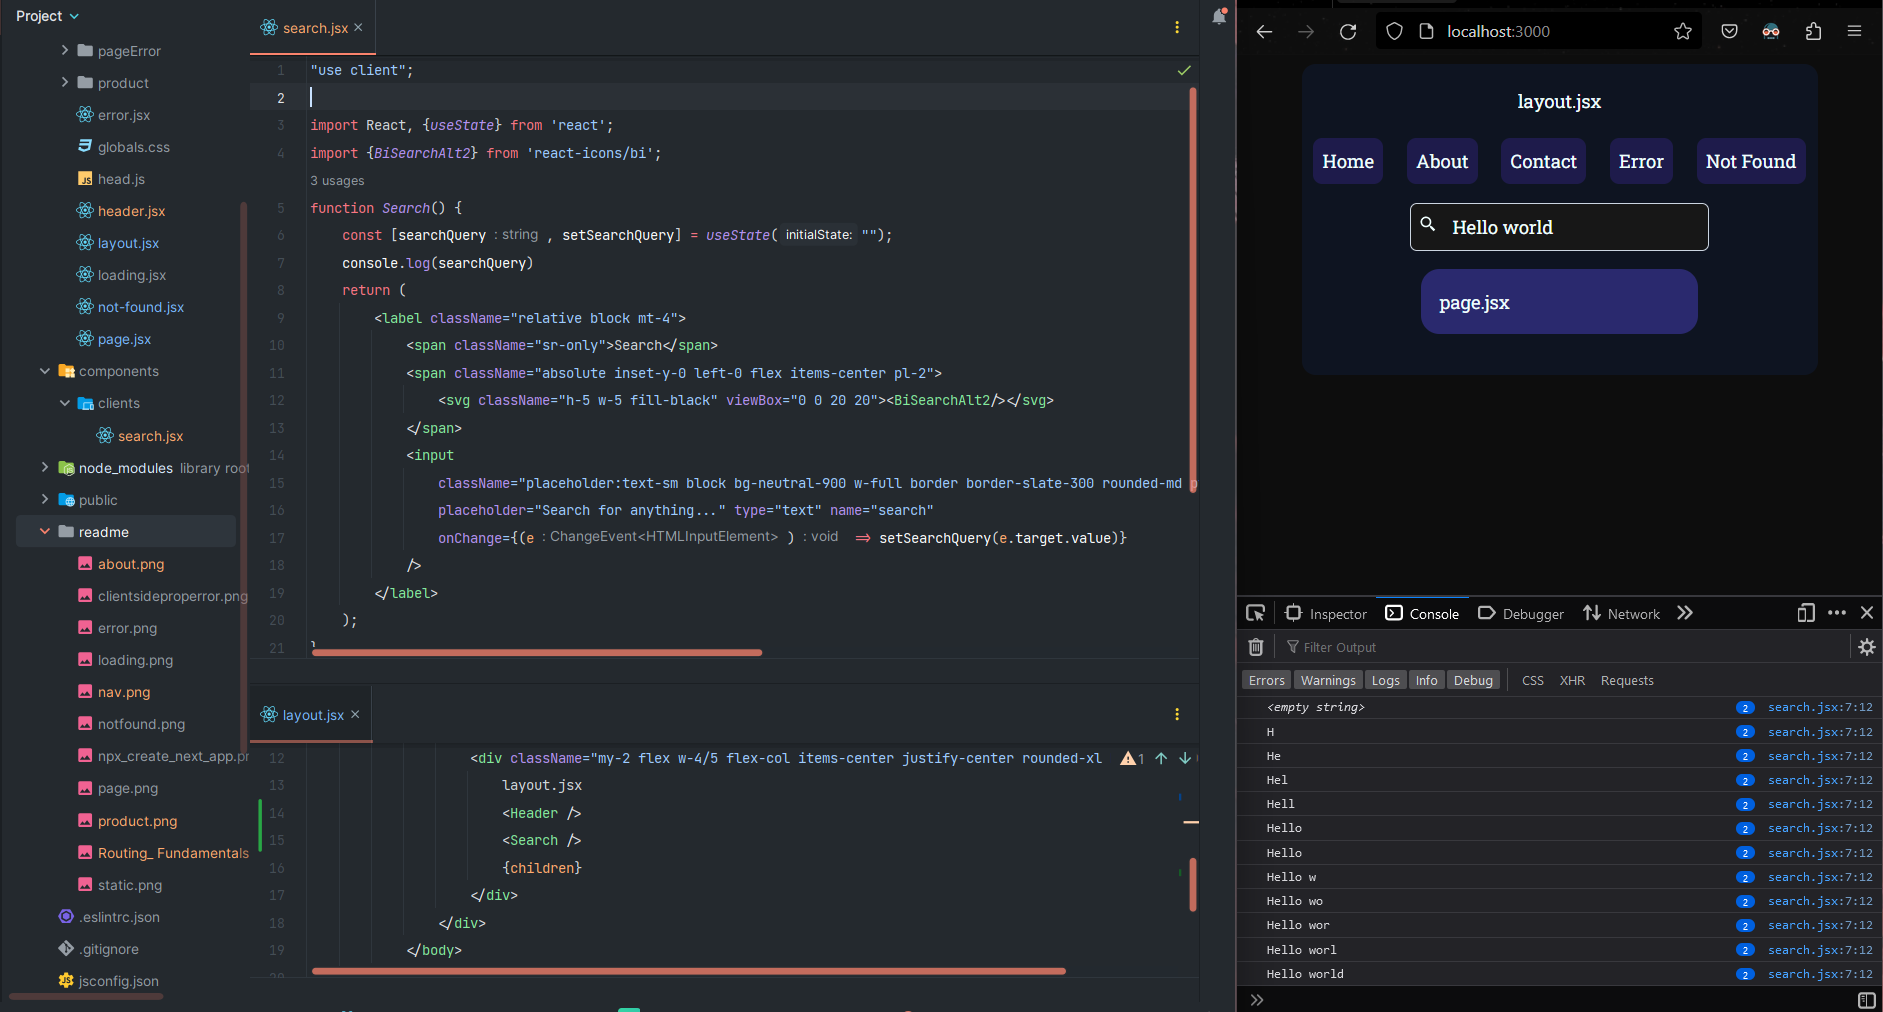 Project
pageError
product
error.jsx
globals.css
head.js
header.jsx
layout.jsx
loading.jsx
not-found.jsx
page.jsx
components
clients
search.jsx
node_modules library root
public
readme
about.png
clientsideproperror.png
error.png
loading.png
nav.png
notfound.png
npx_create_next_app.pr
page.png
product.png
Routing_ Fundamentals
static.png
.eslintrc.json
.gitignore
jsconfig.json
search.jsx
1 "use client";
2
3 import React, {useState} from 'react';
4 import {BiSearchAlt2} from 'react-icons/bi';
3 usages
5 function Search() {
6 const [searchQuery : string , setSearchQuery] = useState( initialState: "");
7 console.log(searchQuery)
8 return (
9 <label className="relative block mt-4">
10 <span className="sr-only">Search</span>
11 <span className="absolute inset-y-0 left-0 flex items-center pl-2">
12 <svg className="h-5 w-5 fill-black" viewBox="0 0 20 20"><BiSearchAlt2/></svg>
13 </span>
14 <input
15 className="placeholder:text-sm block bg-neutral-900 w-full border border-slate-300 rounded-md p
16 placeholder="Search for anything..." type="text" name="search"
17 onChange={(e : ChangeEvent<HTMLInputElement> ) : void => setSearchQuery(e.target.value)}
18 />
19 </label>
20 );
21 }
layout.jsx
12 <div className="my-2 flex w-4/5 flex-col items-center justify-center rounded-xl
1
13 layout.jsx
14 <Header />
15 <Search />
16 {children}
17 </div>
18 </div>
19 </body>
20
localhost:3000
layout.jsx
Home About Contact Error Not Found
Hello world
page.jsx
Inspector Console Debugger Network
Filter Output
Errors Warnings Logs Info Debug CSS XHR Requests
<empty string> 2 search.jsx:7:12
H 2 search.jsx:7:12
He 2 search.jsx:7:12
Hel 2 search.jsx:7:12
Hell 2 search.jsx:7:12
Hello 2 search.jsx:7:12
Hello 2 search.jsx:7:12
Hello w 2 search.jsx:7:12
Hello wo 2 search.jsx:7:12
Hello wor 2 search.jsx:7:12
Hello worl 2 search.jsx:7:12
Hello world 2 search.jsx:7:12